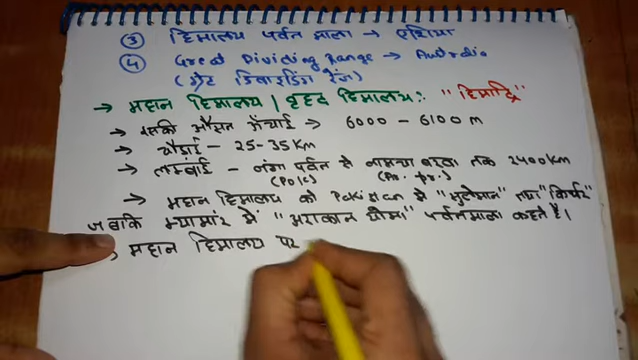 ③ हिमालय पर्वत माला → एशिया
④ Great Dividing Range →
(ग्रेट डिवाइडिंग रेंज)
→ महान हिमालय / वृहद हिमालय :- "हिमाद्रि"
→ इसकी औसत ऊँचाई → 6000 - 6100 m
→ चौड़ाई - 25-35 Km
→ लम्बाई - नंगा पर्वत से नामचा बरवा तक 2400 Km
(PoK)
→ महान हिमालय को Pakistan में "सुलेमान" तथा "किर्थर"
जबकि म्यांमार में "अराकान योमा" पर्वतमाला कहते हैं।
महान हिमालय पर